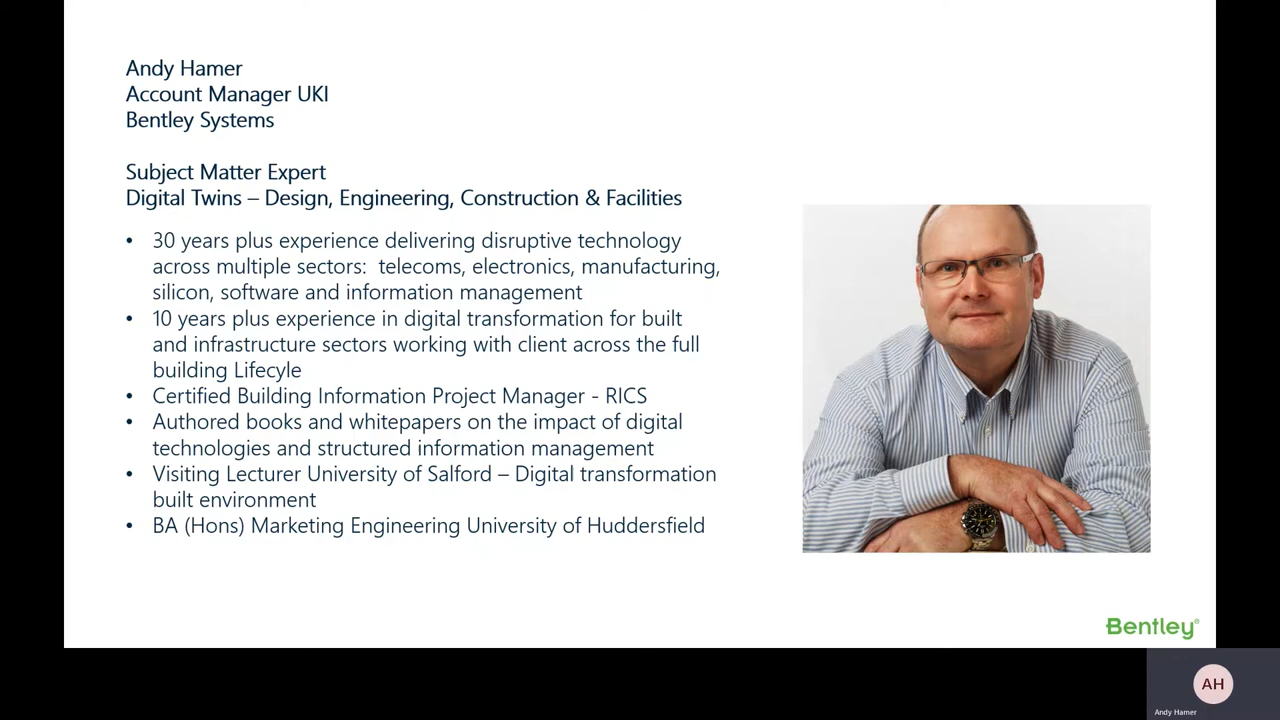 Andy Hamer
Account Manager UKI
Bentley Systems
Subject Matter Expert
Digital Twins – Design, Engineering, Construction & Facilities
• 30 years plus experience delivering disruptive technology
across multiple sectors: telecoms, electronics, manufacturing,
silicon, software and information management
• 10 years plus experience in digital transformation for built
and infrastructure sectors working with client across the full
building Lifecyle
• Certified Building Information Project Manager - RICS
• Authored books and whitepapers on the impact of digital
technologies and structured information management
• Visiting Lecturer University of Salford – Digital transformation
built environment
• BA (Hons) Marketing Engineering University of Huddersfield
Bentley®
AH
Andy Hamer